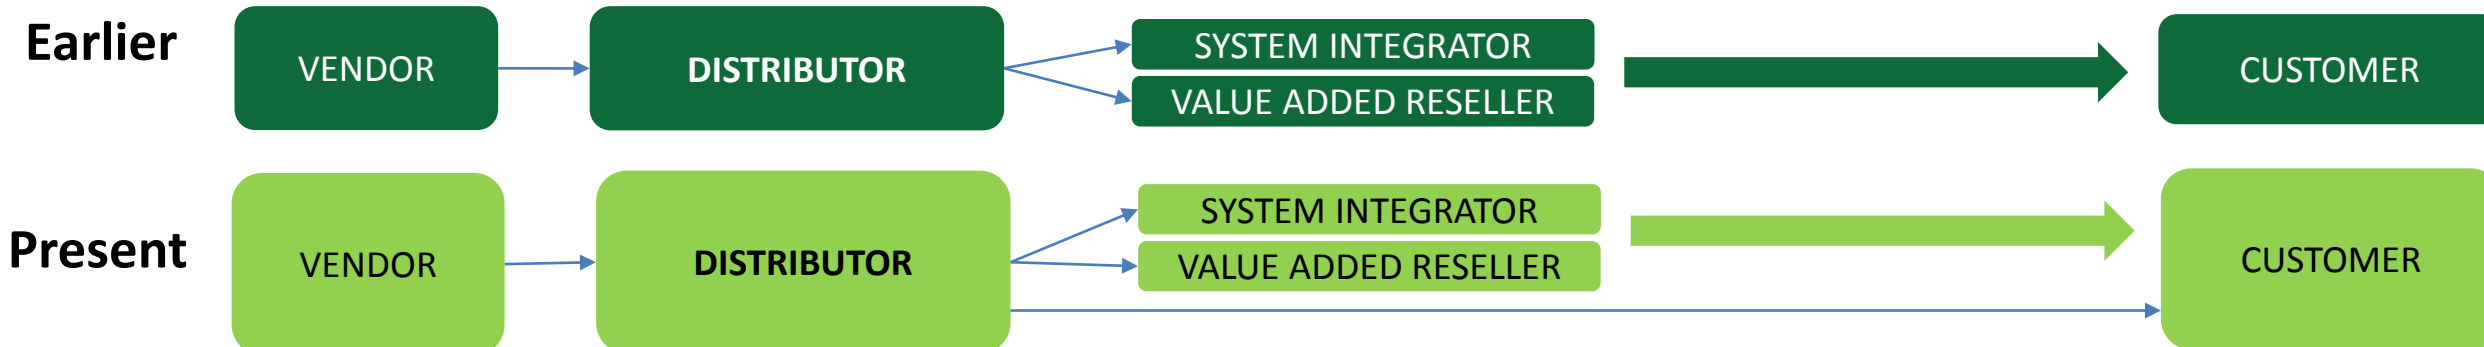 Earlier
VENDOR
DISTRIBUTOR
SYSTEM INTEGRATOR
VALUE ADDED RESELLER
CUSTOMER
Present
VENDOR
DISTRIBUTOR
SYSTEM INTEGRATOR
VALUE ADDED RESELLER
CUSTOMER